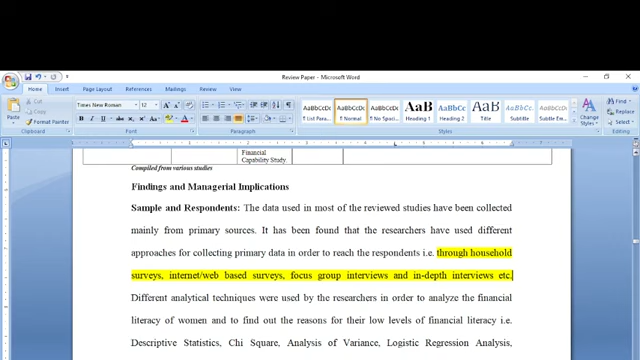 Review Paper - Microsoft Word
Home Insert Page Layout References Mailings Review View
Cut
Copy
Format Painter
Paste
Times New Roman 12
AaBbCcDc AaBbCcDc AaBbCcDc AaB AaBbCc AaB AaBbCcL AaBbCcDc
¶ List Para... ¶ Normal ¶ No Spaci... Heading 1 Heading 2 Title Subtitle Subtle Em...
Change Styles
Find
Replace
Select
Clipboard Font Paragraph Styles Editing
Financial
Capability Study
Compiled from various studies
Findings and Managerial Implications
Sample and Respondents: The data used in most of the reviewed studies have been collected
mainly from primary sources. It has been found that the researchers have used different
approaches for collecting primary data in order to reach the respondents i.e. through household
surveys, internet/web based surveys, focus group interviews and in-depth interviews etc.
Different analytical techniques were used by the researchers in order to analyze the financial
literacy of women and to find out the reasons for their low levels of financial literacy i.e.
Descriptive Statistics, Chi Square, Analysis of Variance, Logistic Regression Analysis,